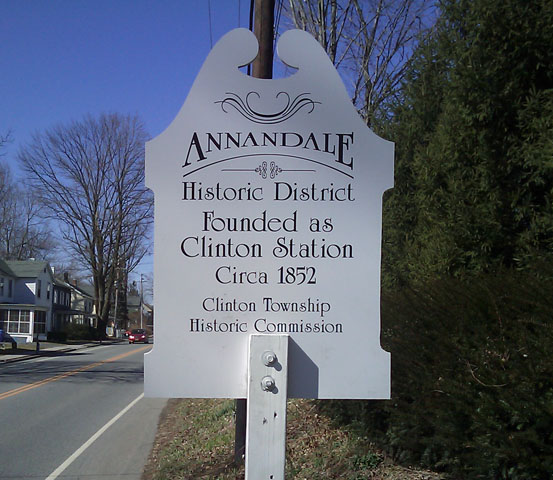 Annandale
Historic District
Founded as
Clinton Station
Circa 1852
Clinton Township
Historic Commission